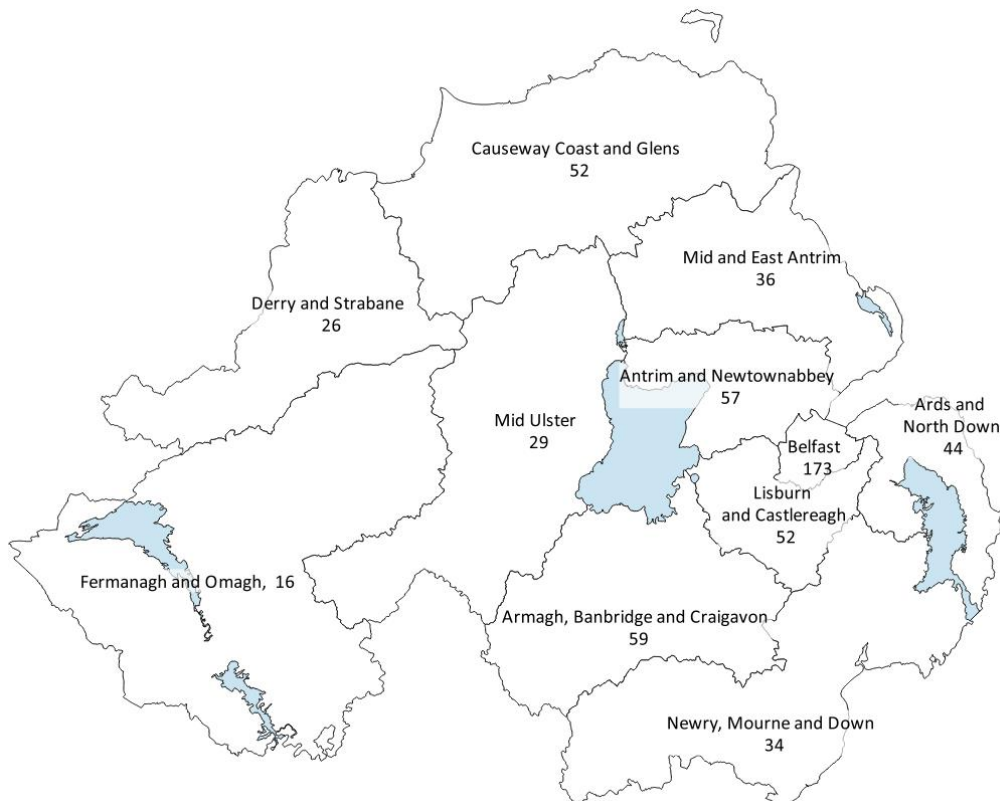 Causeway Coast and Glens
52
Mid and East Antrim
36
Derry and Strabane
26
Antrim and Newtownabbey
57
Ards and
North Down
44
Mid Ulster
29
Belfast
173
Lisburn
and Castlereagh
52
Fermanagh and Omagh, 16
Armagh, Banbridge and Craigavon
59
Newry, Mourne and Down
34